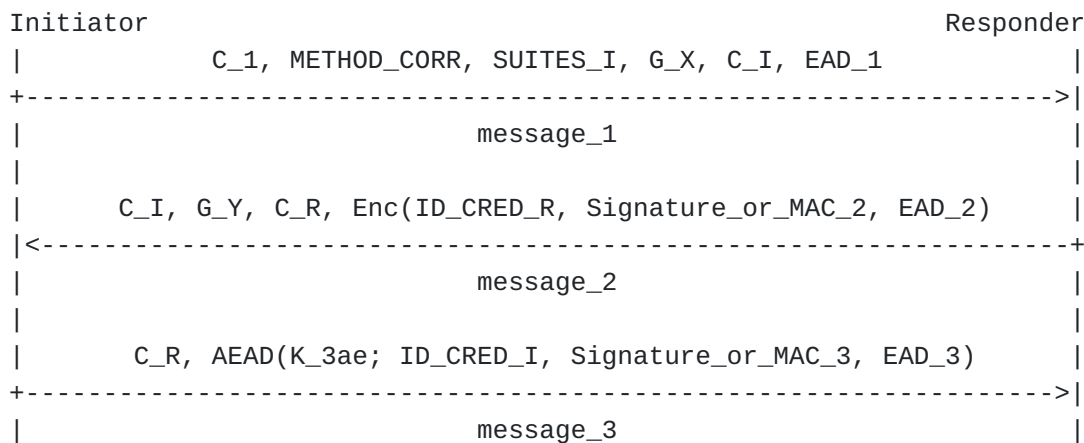 Initiator Responder
| C_1, METHOD_CORR, SUITES_I, G_X, C_I, EAD_1 |
+------------------------------------------------------------------>|
| message_1 |
| |
| C_I, G_Y, C_R, Enc(ID_CRED_R, Signature_or_MAC_2, EAD_2) |
|<------------------------------------------------------------------+
| message_2 |
| |
| C_R, AEAD(K_3ae; ID_CRED_I, Signature_or_MAC_3, EAD_3) |
+------------------------------------------------------------------>|
| message_3 |